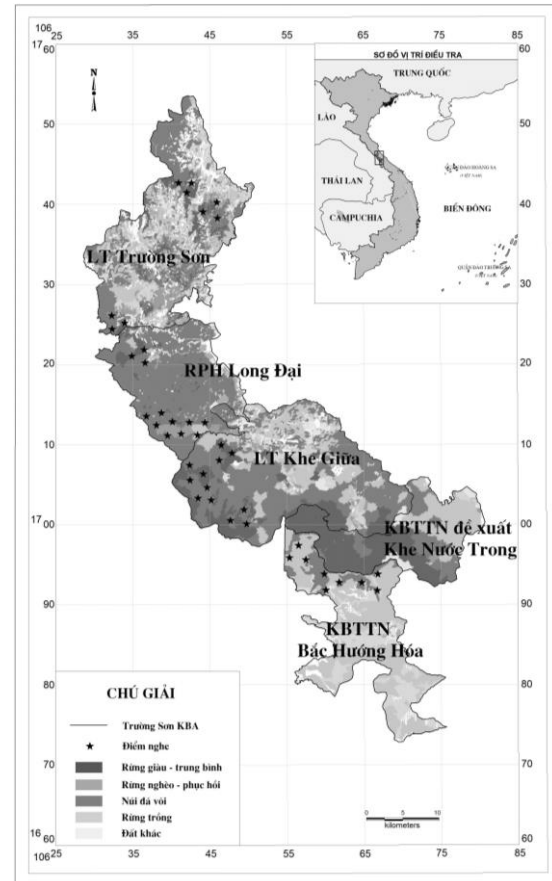 106
25 35 45 55 65 75 85
17 60
60
SƠ ĐỒ VỊ TRÍ ĐIỀU TRA
TRUNG QUỐC
LÀO
THÁI LAN
CAMPUCHIA
BIỂN ĐÔNG
N
50
50
40
40
LT Trường Sơn
30
30
20
20
RPH Long Đại
10
10
LT Khe Giữa
17 00
00
KBTTN đề xuất
Khe Nước Trong
90
90
KBTTN
Bắc Hướng Hóa
80
80
70
70
CHÚ GIẢI
Trường Sơn KBA
Điểm nghe
Rừng giàu - trung bình
Rừng nghèo - phục hồi
Núi đá vôi
Rừng trồng
Đất khác
0 5 10
kilometers
16 60
60
106 25 35 45 55 65 75 85